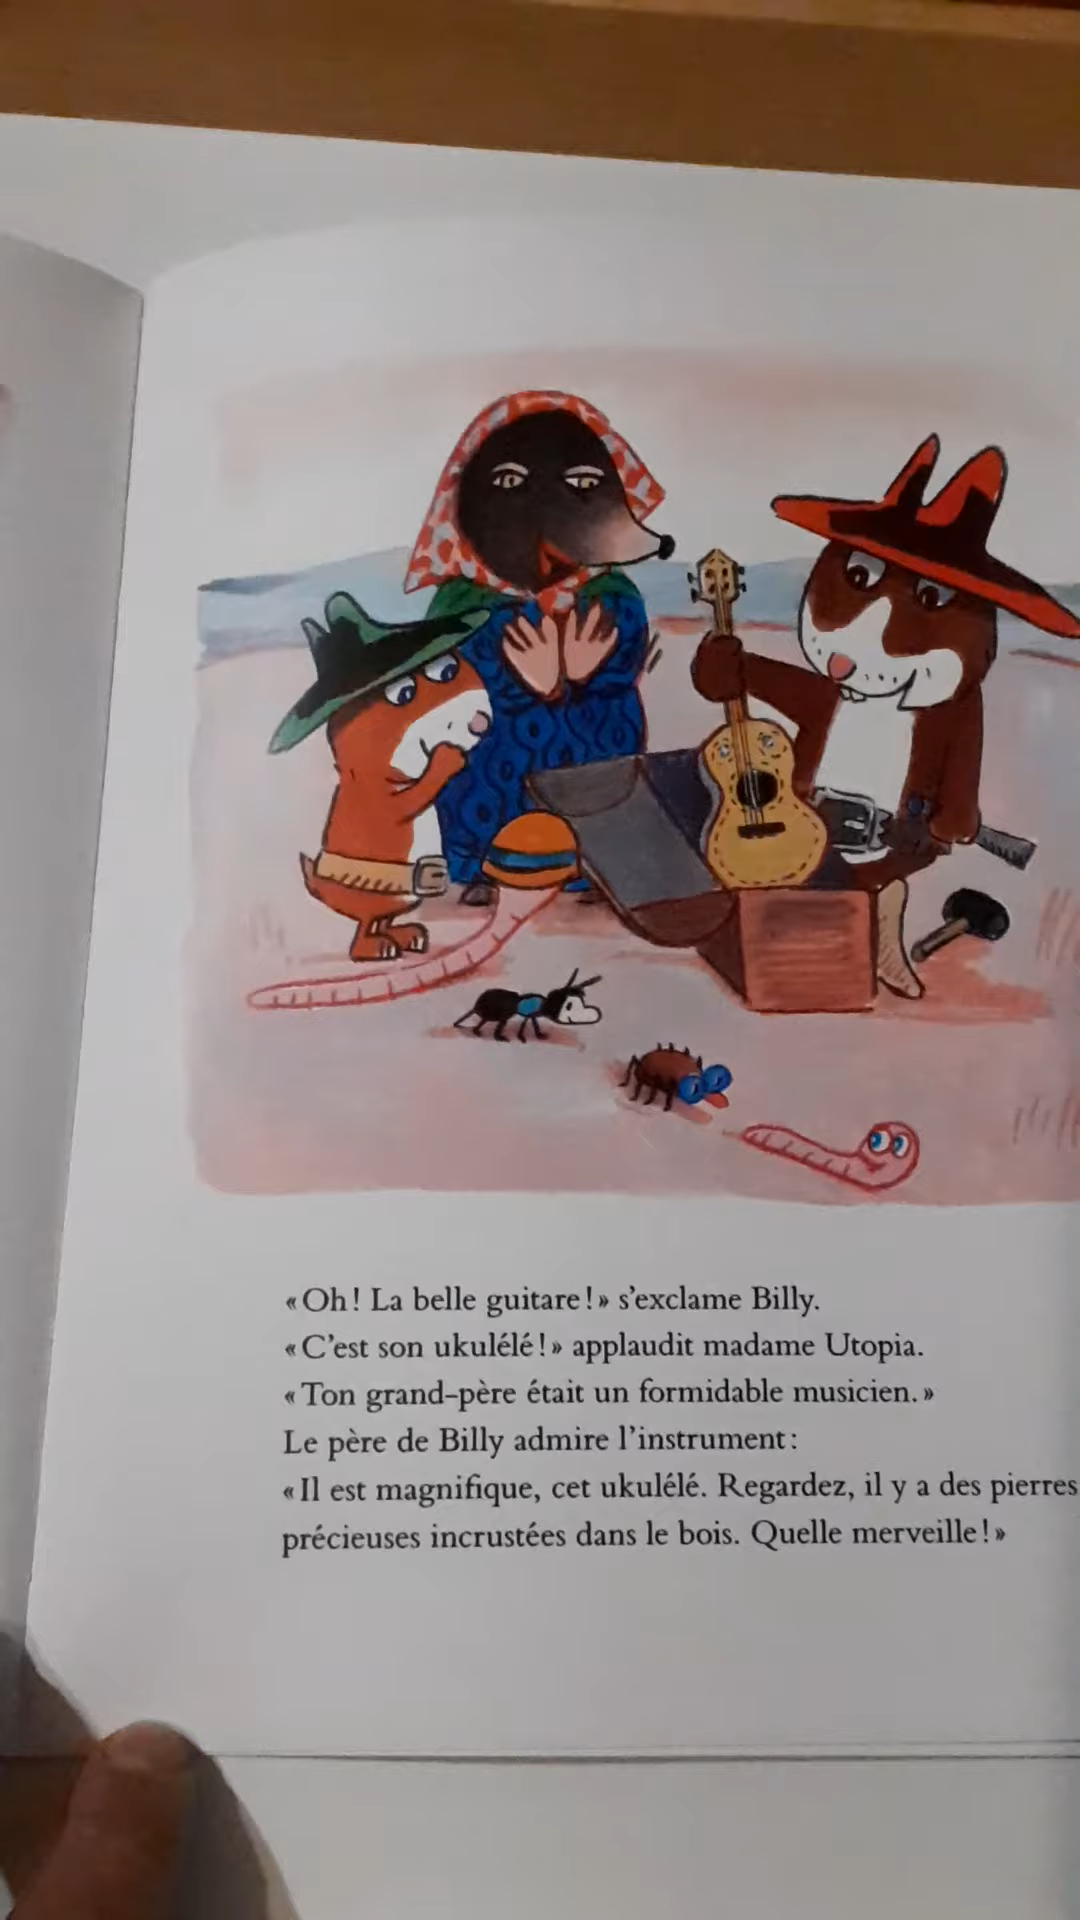 « Oh ! La belle guitare ! » s'exclame Billy.
« C'est son ukulélé ! » applaudit madame Utopia.
« Ton grand-père était un formidable musicien. »
Le père de Billy admire l'instrument :
« Il est magnifique, cet ukulélé. Regardez, il y a des pierres
précieuses incrustées dans le bois. Quelle merveille ! »